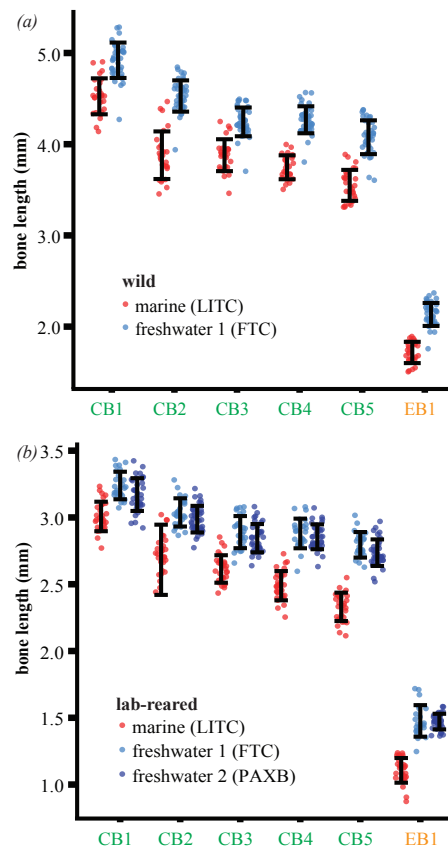 (a)
bone length (mm)
5.0
4.0
3.0
2.0
wild
marine (LITC)
freshwater 1 (FTC)
CB1 CB2 CB3 CB4 CB5 EB1
(b)
bone length (mm)
3.5
3.0
2.5
2.0
1.5
1.0
lab-reared
marine (LITC)
freshwater 1 (FTC)
freshwater 2 (PAXB)
CB1 CB2 CB3 CB4 CB5 EB1